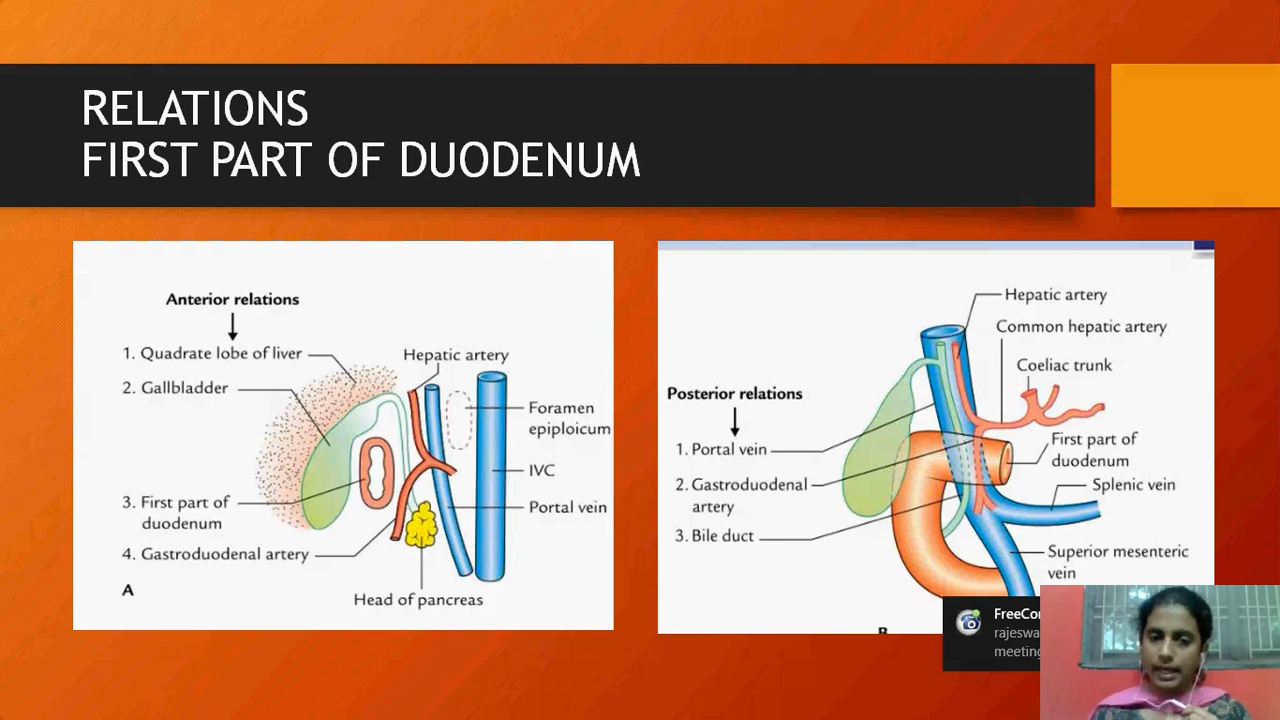 RELATIONS
FIRST PART OF DUODENUM
Anterior relations
1. Quadrate lobe of liver
2. Gallbladder
3. First part of
duodenum
4. Gastroduodenal artery
A
Hepatic artery
Foramen
epiploicum
IVC
Portal vein
Head of pancreas
Posterior relations
1. Portal vein
2. Gastroduodenal
artery
3. Bile duct
Hepatic artery
Common hepatic artery
Coeliac trunk
First part of
duodenum
Splenic vein
Superior mesenteric
vein
meeting